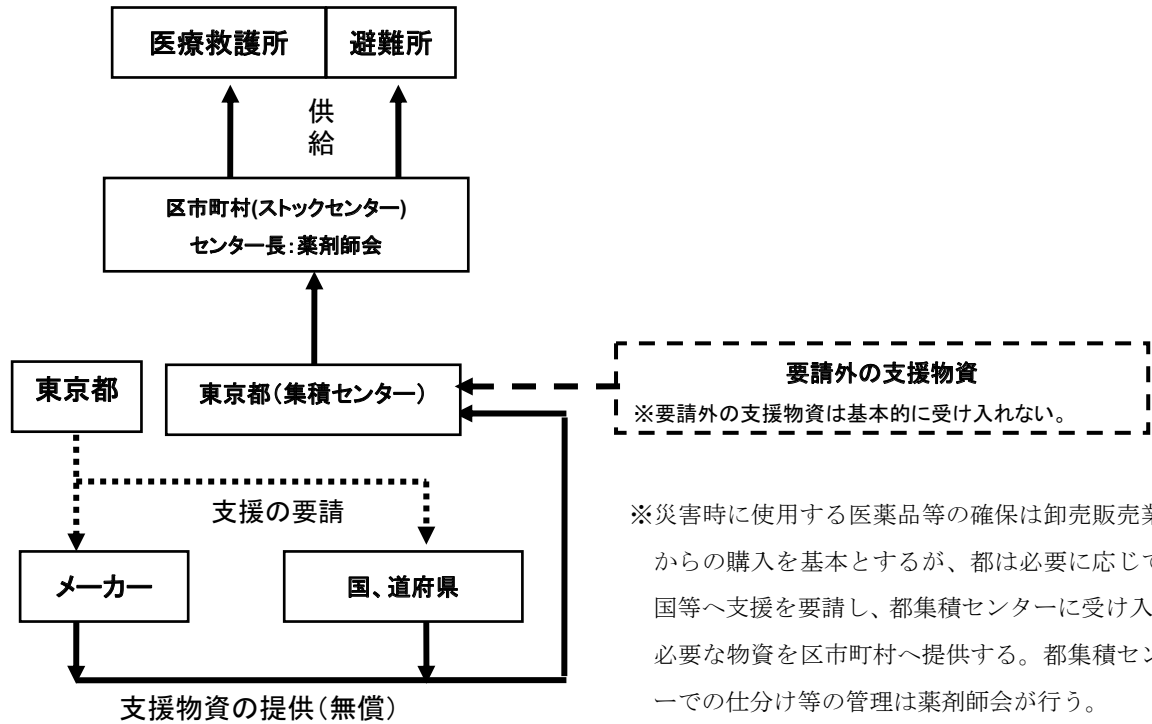 医療救護所
避難所
供給
区市町村(ストックセンター)
センター長:薬剤師会
東京都
東京都(集積センター)
要請外の支援物資
※要請外の支援物資は基本的に受け入れない。
支援の要請
メーカー
国、道府県
支援物資の提供(無償)
※災害時に使用する医薬品等の確保は卸売販売業
からの購入を基本とするが、都は必要に応じて
国等へ支援を要請し、都集積センターに受け入
必要な物資を区市町村へ提供する。都集積セン
ーでの仕分け等の管理は薬剤師会が行う。